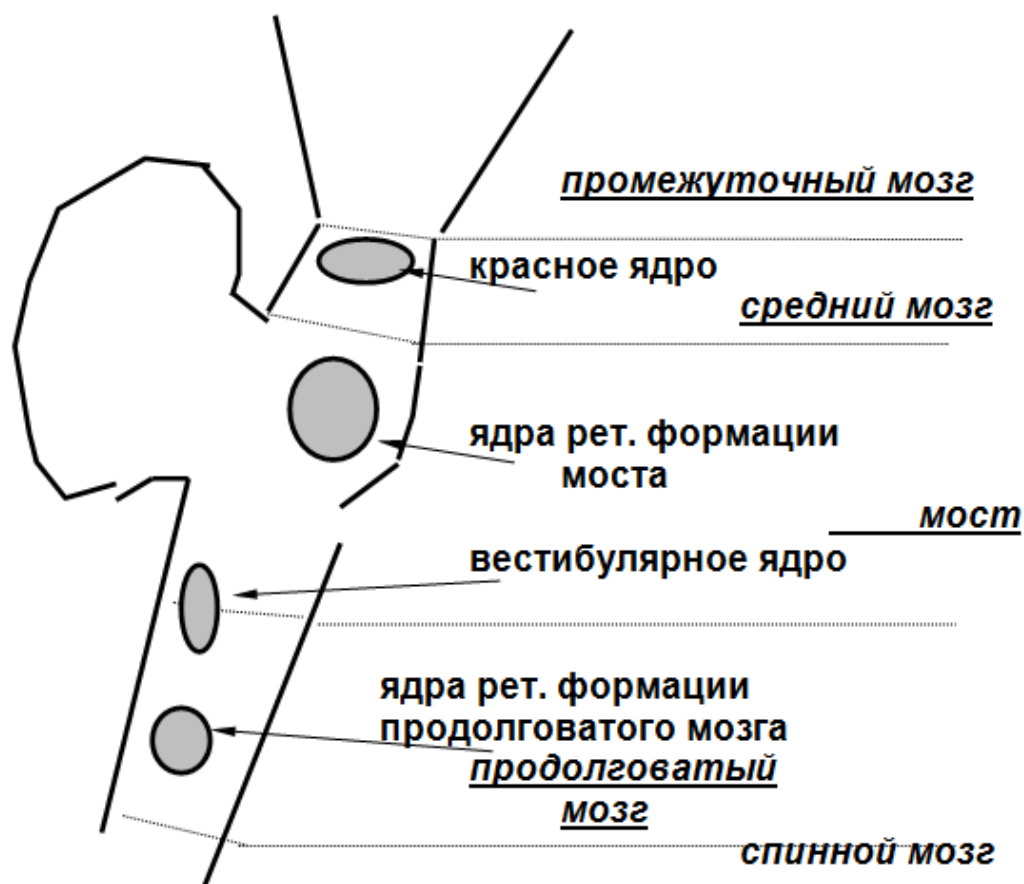 промежуточный мозг
красное ядро
средний мозг
ядра рет. формации
моста
мост
вестибулярное ядро
ядра рет. формации
продолговатого мозга
продолговатый
мозг
спинной мозг